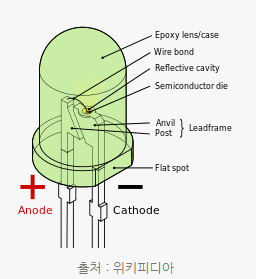 Epoxy lens/case
Wire bond
Reflective cavity
Semiconductor die
Anvil
Post
Leadframe
Flat spot
Anode
Cathode
출처 : 위키피디아